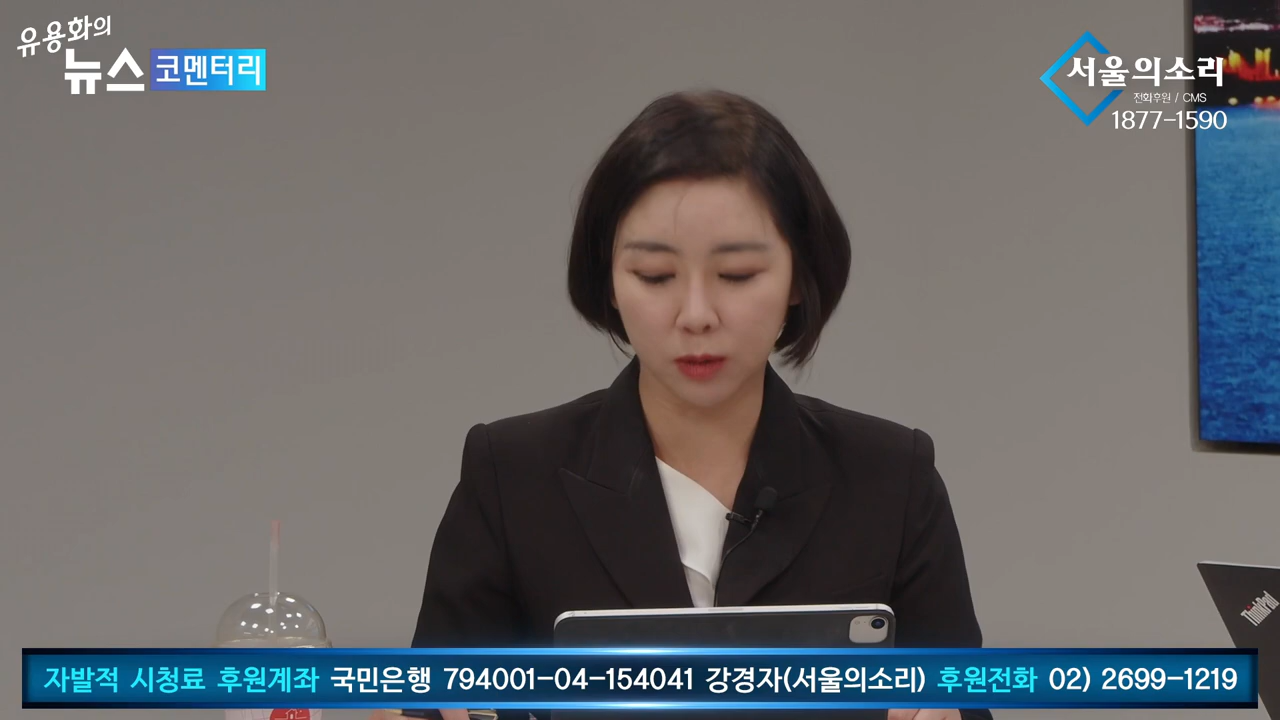 유용화의
뉴스 코멘터리
서울의소리
전화후원 / CMS
1877-1590
ThinkPad
자발적 시청료 후원계좌 국민은행 794001-04-154041 강경자(서울의소리) 후원전화 02) 2699-1219